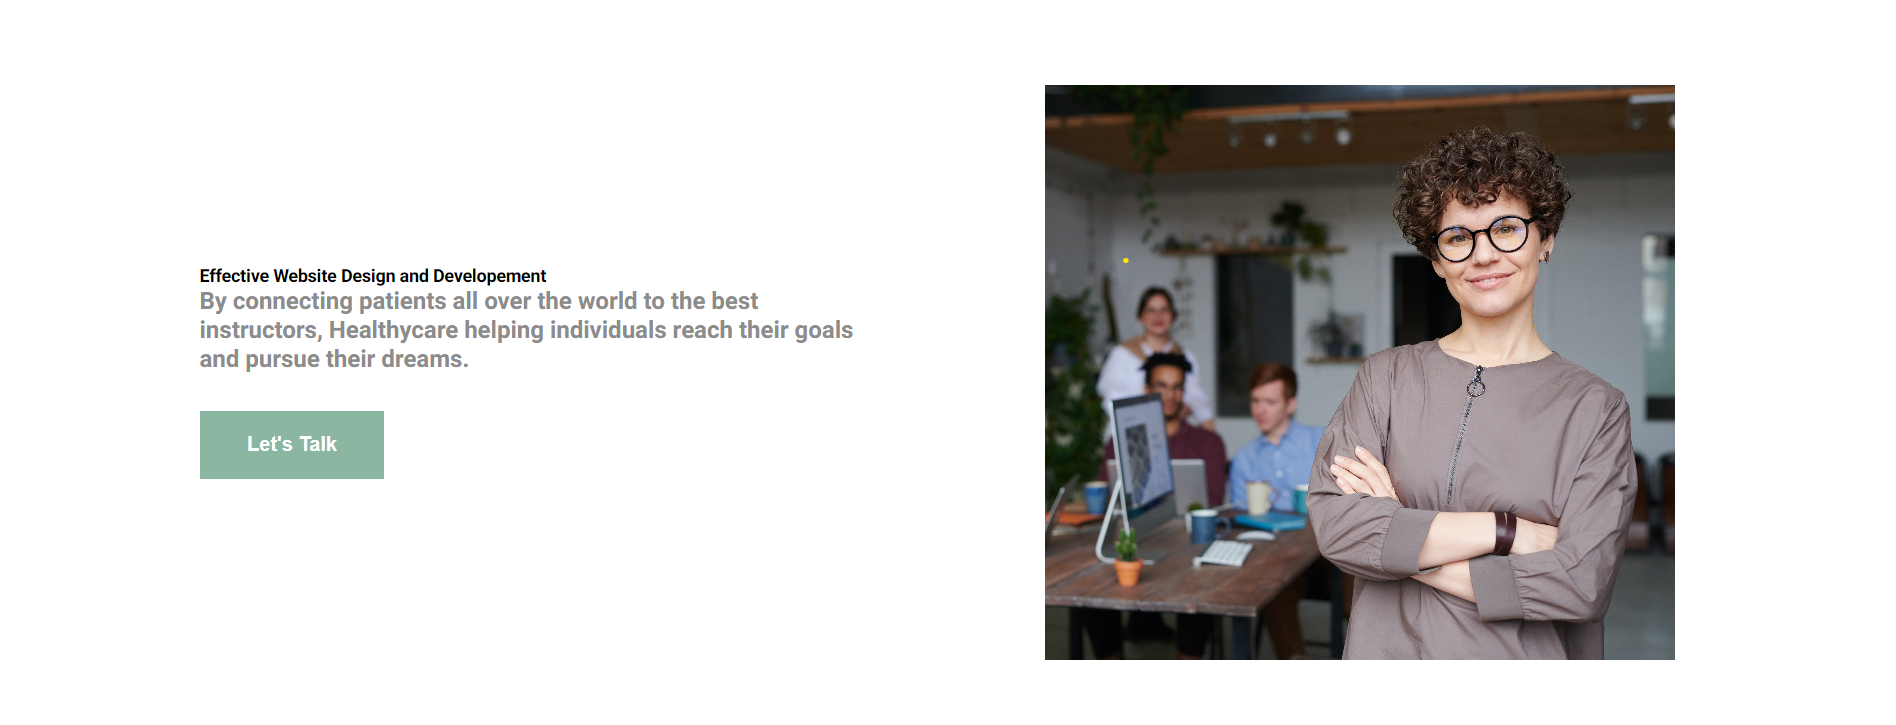 Effective Website Design and Developement
By connecting patients all over the world to the best
instructors, Healthycare helping individuals reach their goals
and pursue their dreams.
Let's Talk